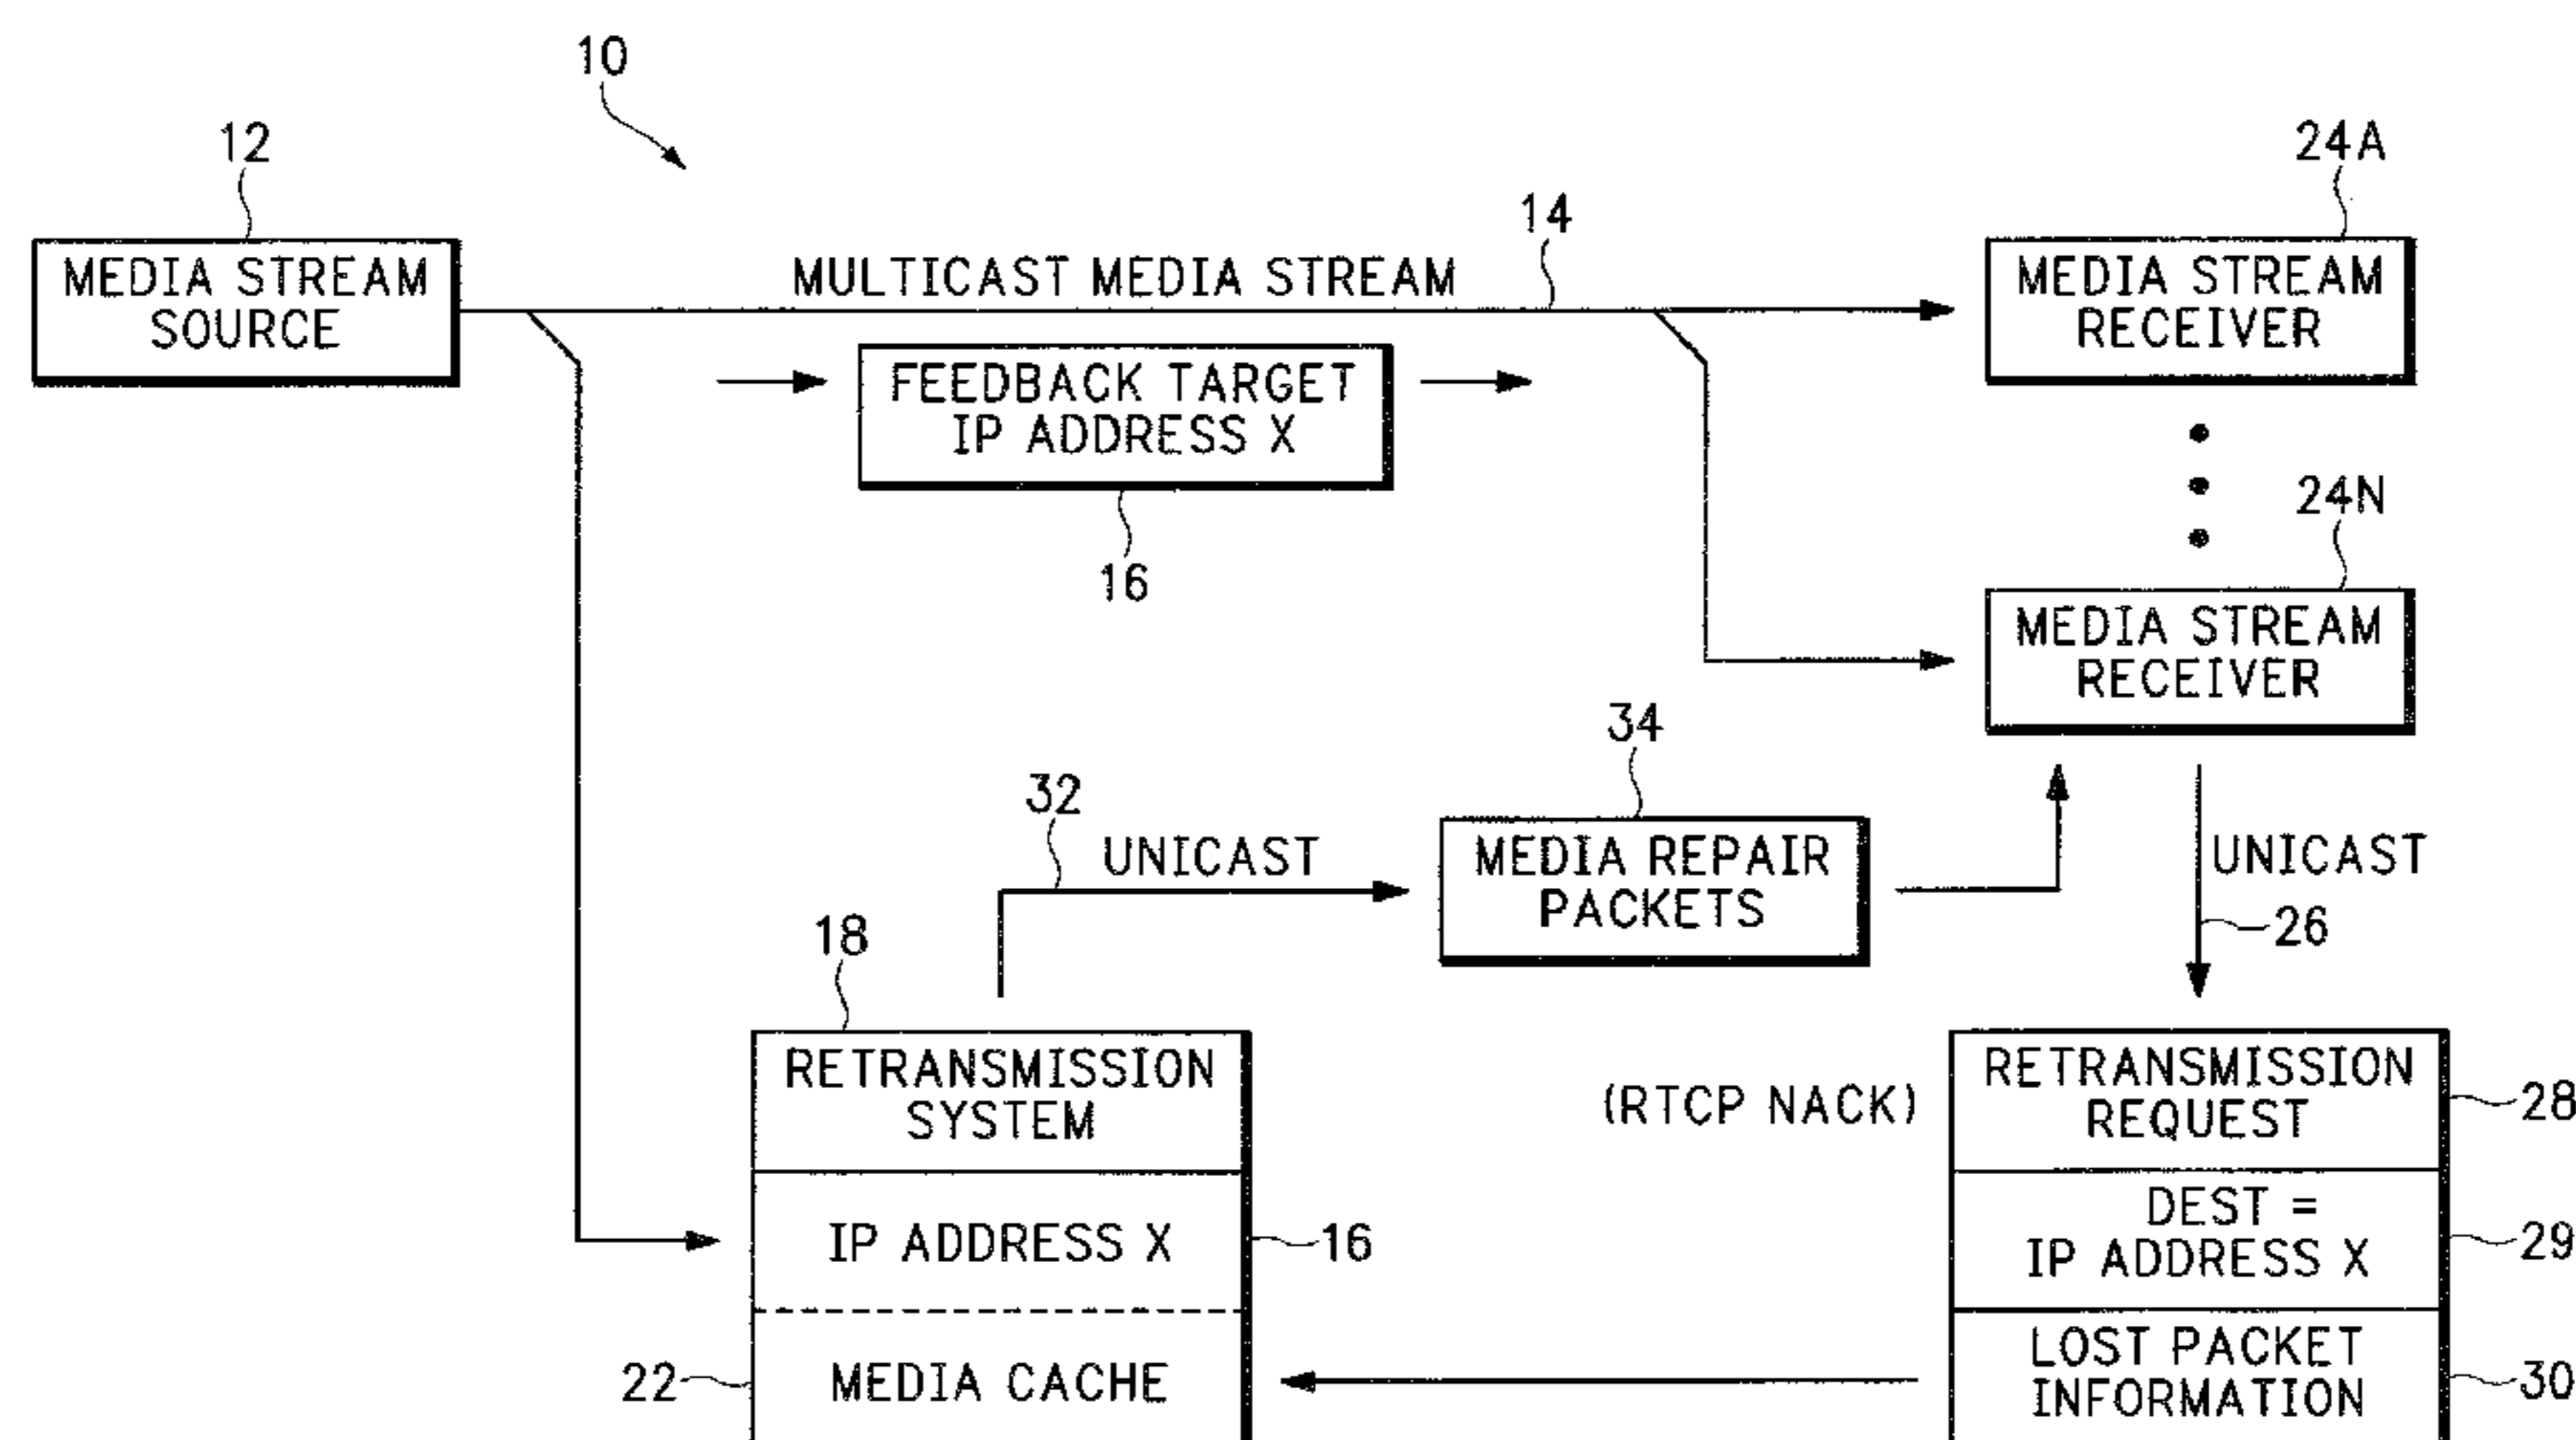 10
12
24A
14
MEDIA STREAM
SOURCE
MULTICAST MEDIA STREAM
MEDIA STREAM
RECEIVER
FEEDBACK TARGET
IP ADDRESS X
16
24N
MEDIA STREAM
RECEIVER
34
32
UNICAST
MEDIA REPAIR
PACKETS
UNICAST
26
18
RETRANSMISSION
SYSTEM
(RTCP NACK)
RETRANSMISSION
REQUEST
28
IP ADDRESS X
16
DEST =
IP ADDRESS X
29
22
MEDIA CACHE
LOST PACKET
INFORMATION
30